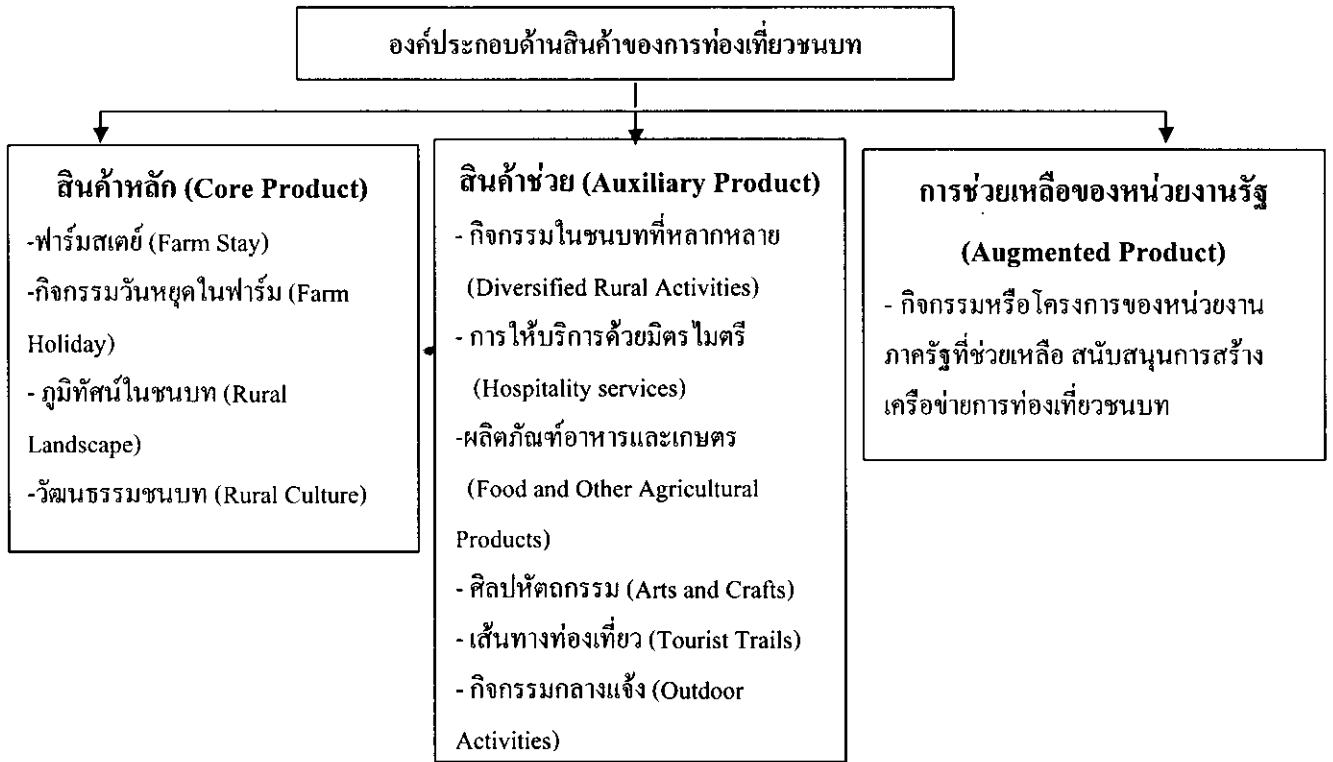 องค์ประกอบด้านสินค้าของการท่องเที่ยวชนบท
สินค้าหลัก (Core Product)
-ฟาร์มสเตย์ (Farm Stay)
-กิจกรรมวันหยุดในฟาร์ม (Farm
Holiday)
- ภูมิทัศน์ในชนบท (Rural
Landscape)
-วัฒนธรรมชนบท (Rural Culture)
สินค้าช่วย (Auxiliary Product)
- กิจกรรมในชนบทที่หลากหลาย
(Diversified Rural Activities)
- การให้บริการด้วยมิตรไมตรี
(Hospitality services)
-ผลิตภัณฑ์อาหารและเกษตร
(Food and Other Agricultural
Products)
- ศิลปหัตถกรรม (Arts and Crafts)
- เส้นทางท่องเที่ยว (Tourist Trails)
- กิจกรรมกลางแจ้ง (Outdoor
Activities)
การช่วยเหลือของหน่วยงานรัฐ
(Augmented Product)
- กิจกรรมหรือโครงการของหน่วยงาน
ภาครัฐที่ช่วยเหลือ สนับสนุนการสร้าง
เครือข่ายการท่องเที่ยวชนบท